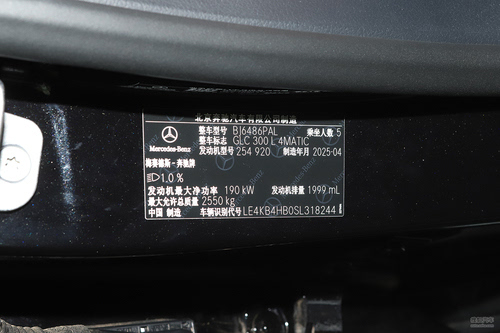 北京奔驰汽车有限公司制造
整车型号 BJ6486PAL 乘坐人数 5
整车标志 GLC 300 L 4MATIC
发动机型号 254 920 制造年月 2025-04
Mercedes-Benz
梅赛德斯-奔驰牌
1.0%
发动机最大净功率 190 kW 发动机排量 1999 mL
最大允许总质量 2550 kg
中国 制造 车辆识别代号 LE4KB4HB0SL318244